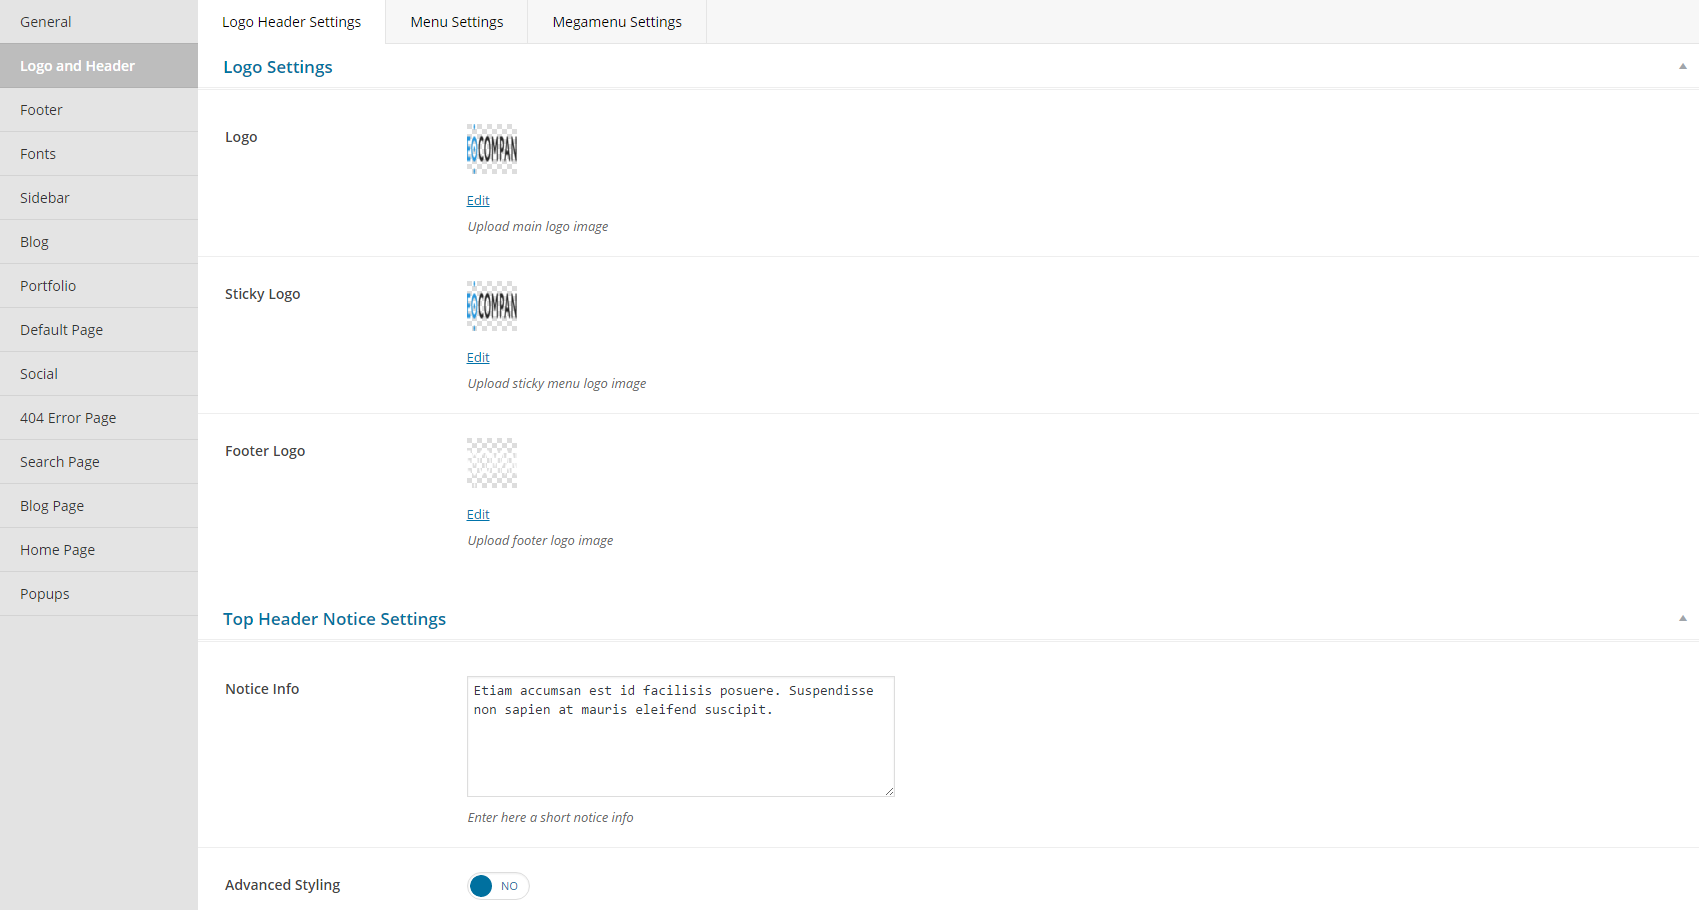 General
Logo and Header
Footer
Fonts
Sidebar
Blog
Portfolio
Default Page
Social
404 Error Page
Search Page
Blog Page
Home Page
Popups
Logo Header Settings
Menu Settings
Megamenu Settings
Logo Settings
Logo
EOCOMPAN
Edit
Upload main logo image
Sticky Logo
EOCOMPAN
Edit
Upload sticky menu logo image
Footer Logo
Edit
Upload footer logo image
Top Header Notice Settings
Notice Info
Etiam accumsan est id facilisis posuere. Suspendisse
non sapien at mauris eleifend suscipit.
Enter here a short notice info
Advanced Styling
NO